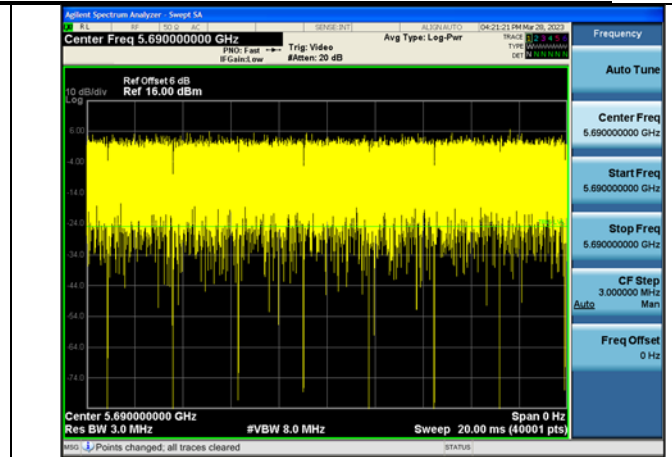 Agilent Spectrum Analyzer - Swept SA
RL RF 50 Ω AC SENSE:INT ALIGN AUTO 04:21:21 PM Mar 28, 2023
Center Freq 5.690000000 GHz
PNO: Fast
IFGain:Low
Trig: Video
#Atten: 20 dB
Avg Type: Log-Pwr
TRACE 1 2 3 4 5 6
TYPE
DET N N N N N N
Ref Offset 6 dB
10 dB/div Ref 16.00 dBm
Log
6.00
-4.00
-14.0
-24.0
-34.0
-44.0
-54.0
-64.0
-74.0
Center 5.690000000 GHz Span 0 Hz
Res BW 3.0 MHz #VBW 8.0 MHz Sweep 20.00 ms (40001 pts)
MSG Points changed; all traces cleared STATUS
Frequency
Auto Tune
Center Freq
5.690000000 GHz
Start Freq
5.690000000 GHz
Stop Freq
5.690000000 GHz
CF Step
3.000000 MHz
Auto Man
Freq Offset
0 Hz